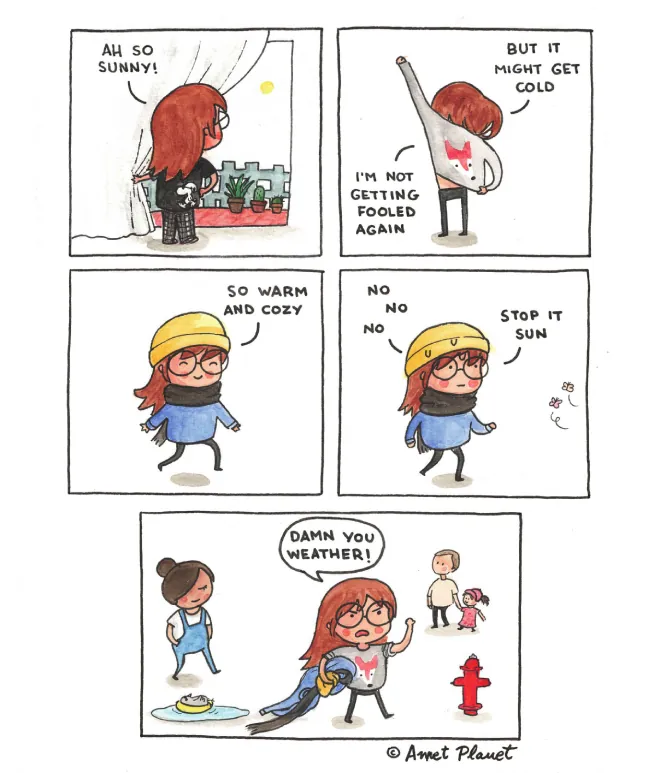 AH SO
SUNNY!
BUT IT
MIGHT GET
COLD
I'M NOT
GETTING
FOOLED
AGAIN
SO WARM
AND COZY
NO
NO
NO
STOP IT
SUN
DAMN YOU
WEATHER!
© Amet Planet